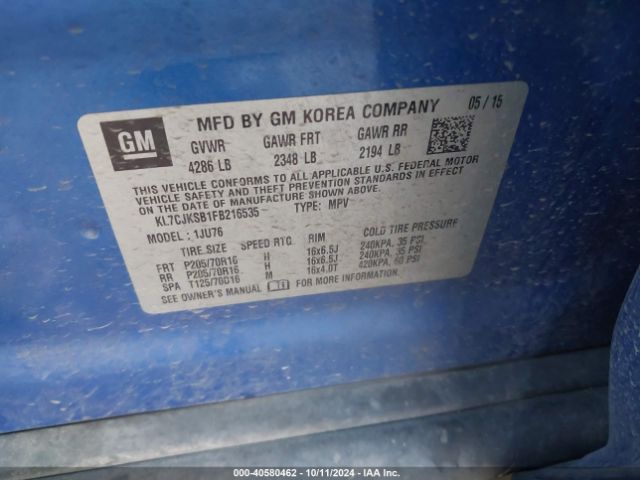 GM
MFD BY GM KOREA COMPANY 05 / 15
GVWR GAWR FRT GAWR RR
4286 LB 2348 LB 2194 LB
THIS VEHICLE CONFORMS TO ALL APPLICABLE U.S. FEDERAL MOTOR
VEHICLE SAFETY AND THEFT PREVENTION STANDARDS IN EFFECT
ON THE DATE OF MANUFACTURE SHOWN ABOVE.
KL7CJKSB1FB216535 TYPE: MPV
MODEL : 1JU76
TIRE SIZE SPEED RTG RIM COLD TIRE PRESSURE
FRT P205/70R16 H 16x6.5J 240KPA, 35 PSI
RR P205/70R16 H 16x6.5J 240KPA, 35 PSI
SPA T125/70D16 M 16x4.0T 420KPA, 60 PSI
SEE OWNER'S MANUAL FOR MORE INFORMATION.
000-40580462 - 10/11/2024 - IAA Inc.